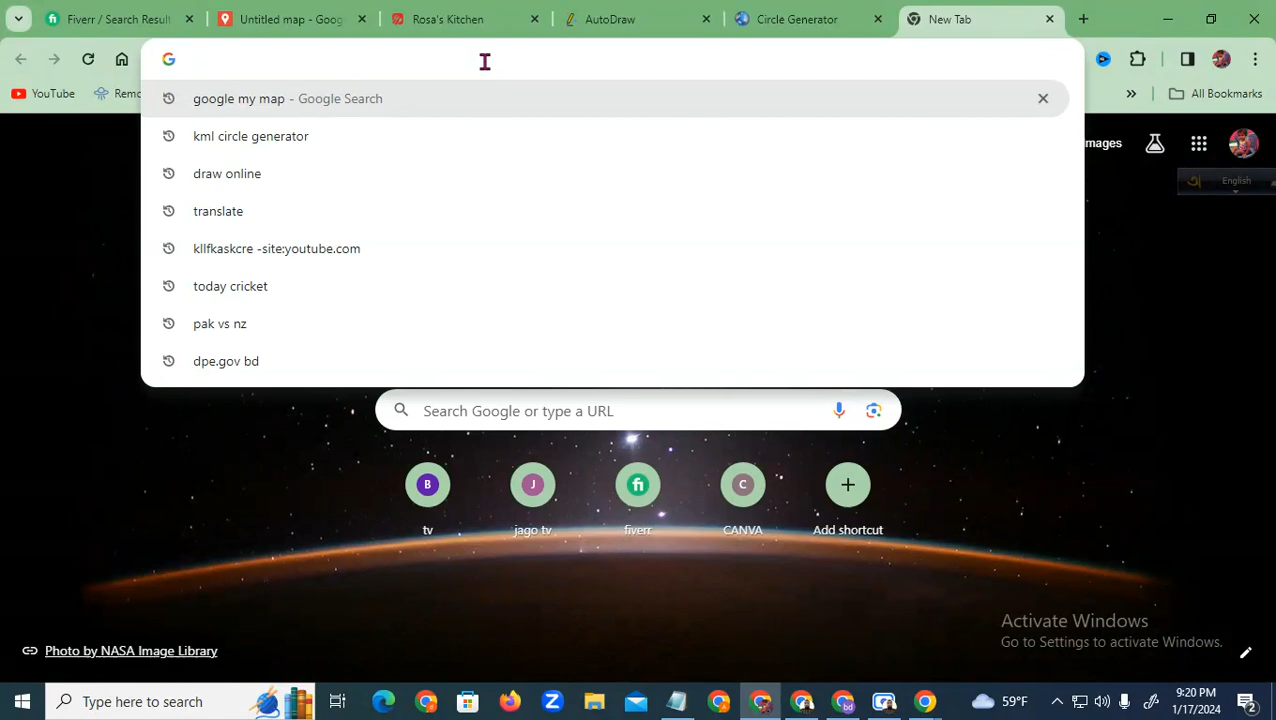 Fiverr / Search Result
Untitled map - Goog
Rosa's Kitchen
AutoDraw
Circle Generator
New Tab
google my map - Google Search
YouTube
Remo
All Bookmarks
kml circle generator
mages
draw online
English
translate
kllfkaskcre -site:youtube.com
today cricket
pak vs nz
dpe.gov bd
Search Google or type a URL
B
J
fi
C
tv
jago tv
fiverr
CANVA
Add shortcut
Activate Windows
Go to Settings to activate Windows.
Photo by NASA Image Library
Type here to search
59°F
9:20 PM
1/17/2024
2